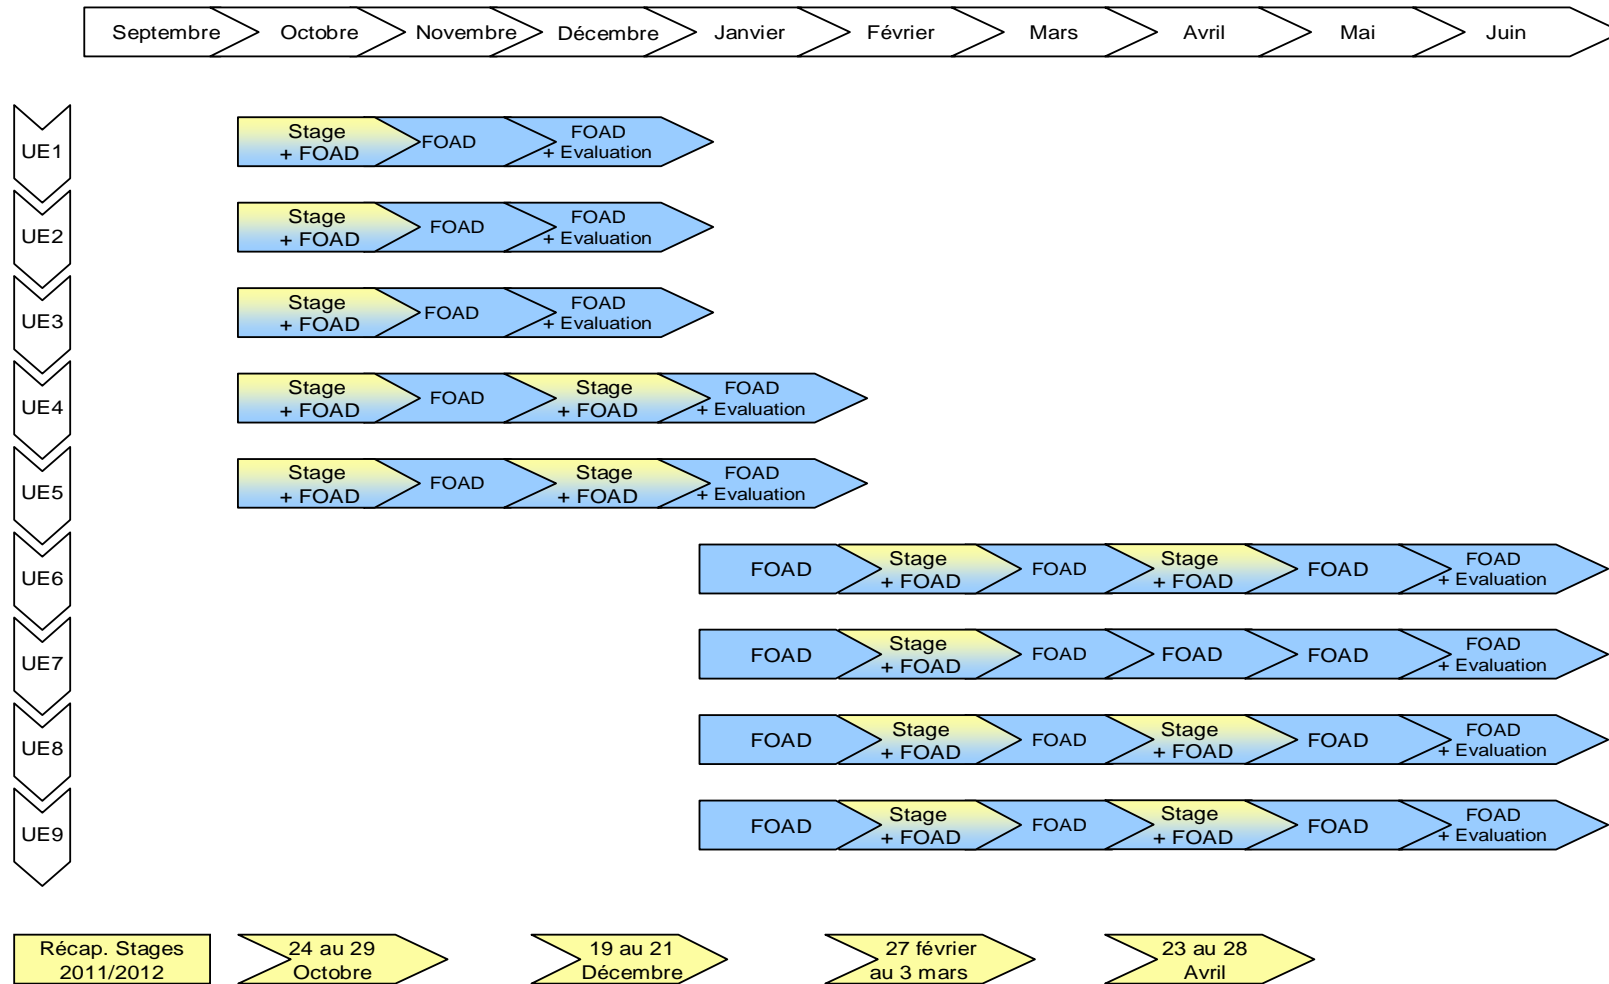 Septembre Octobre Novembre Décembre Janvier Février Mars Avril Mai Juin
UE1
Stage
+ FOAD
FOAD
FOAD
+ Evaluation
UE2
Stage
+ FOAD
FOAD
FOAD
+ Evaluation
UE3
Stage
+ FOAD
FOAD
FOAD
+ Evaluation
UE4
Stage
+ FOAD
FOAD
Stage
+ FOAD
FOAD
+ Evaluation
UE5
Stage
+ FOAD
FOAD
Stage
+ FOAD
FOAD
+ Evaluation
UE6
FOAD
Stage
+ FOAD
FOAD
Stage
+ FOAD
FOAD
FOAD
+ Evaluation
UE7
FOAD
Stage
+ FOAD
FOAD
FOAD
FOAD
FOAD
+ Evaluation
UE8
FOAD
Stage
+ FOAD
FOAD
Stage
+ FOAD
FOAD
FOAD
+ Evaluation
UE9
FOAD
Stage
+ FOAD
FOAD
Stage
+ FOAD
FOAD
FOAD
+ Evaluation
Récap. Stages
2011/2012
24 au 29
Octobre
19 au 21
Décembre
27 février
au 3 mars
23 au 28
Avril